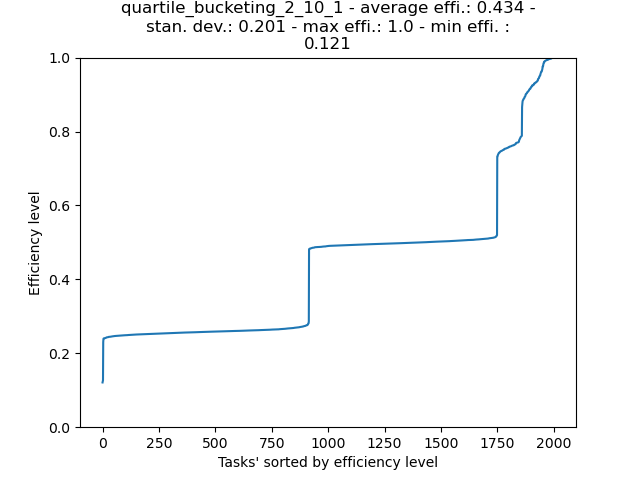 quartile_bucketing_2_10_1 - average effi.: 0.434 -
stan. dev.: 0.201 - max effi.: 1.0 - min effi. :
0.121
1.0
0.8
0.6
0.4
0.2
0.0
Efficiency level
0 250 500 750 1000 1250 1500 1750 2000
Tasks' sorted by efficiency level